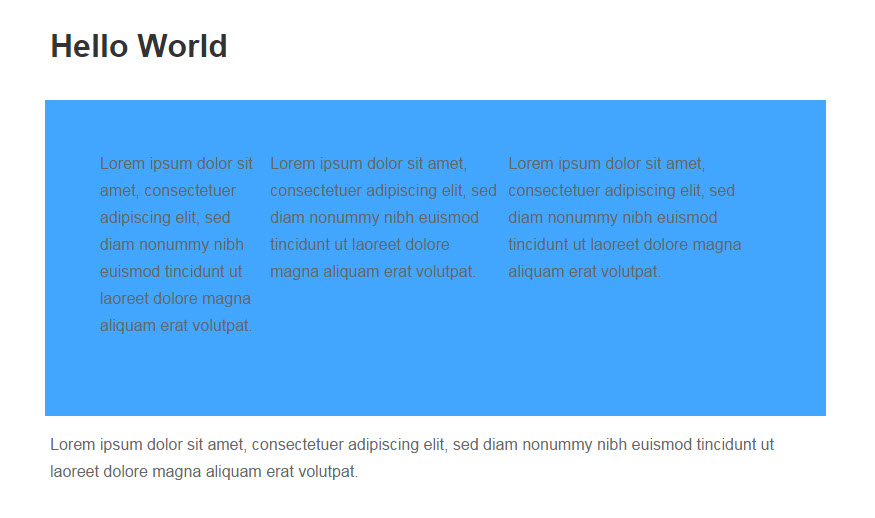 Hello World
Lorem ipsum dolor sit
amet, consectetuer
adipiscing elit, sed
diam nonummy nibh
euismod tincidunt ut
laoreet dolore magna
aliquam erat volutpat.
Lorem ipsum dolor sit amet,
consectetuer adipiscing elit, sed
diam nonummy nibh euismod
tincidunt ut laoreet dolore
magna aliquam erat volutpat.
Lorem ipsum dolor sit amet,
consectetuer adipiscing elit, sed
diam nonummy nibh euismod
tincidunt ut laoreet dolore magna
aliquam erat volutpat.
Lorem ipsum dolor sit amet, consectetuer adipiscing elit, sed diam nonummy nibh euismod tincidunt ut
laoreet dolore magna aliquam erat volutpat.